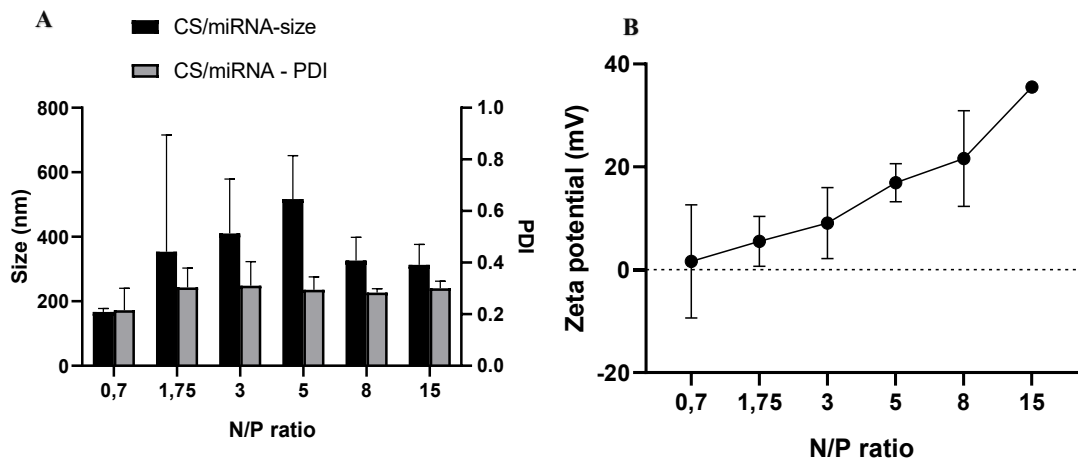 A
CS/miRNA-size
CS/miRNA - PDI
800
600
400
200
0
Size (nm)
1.0
0.8
0.6
0.4
0.2
0.0
PDI
0,7 1,75 3 5 8 15
N/P ratio
B
40
20
0
-20
Zeta potential (mV)
0,7 1,75 3 5 8 15
N/P ratio